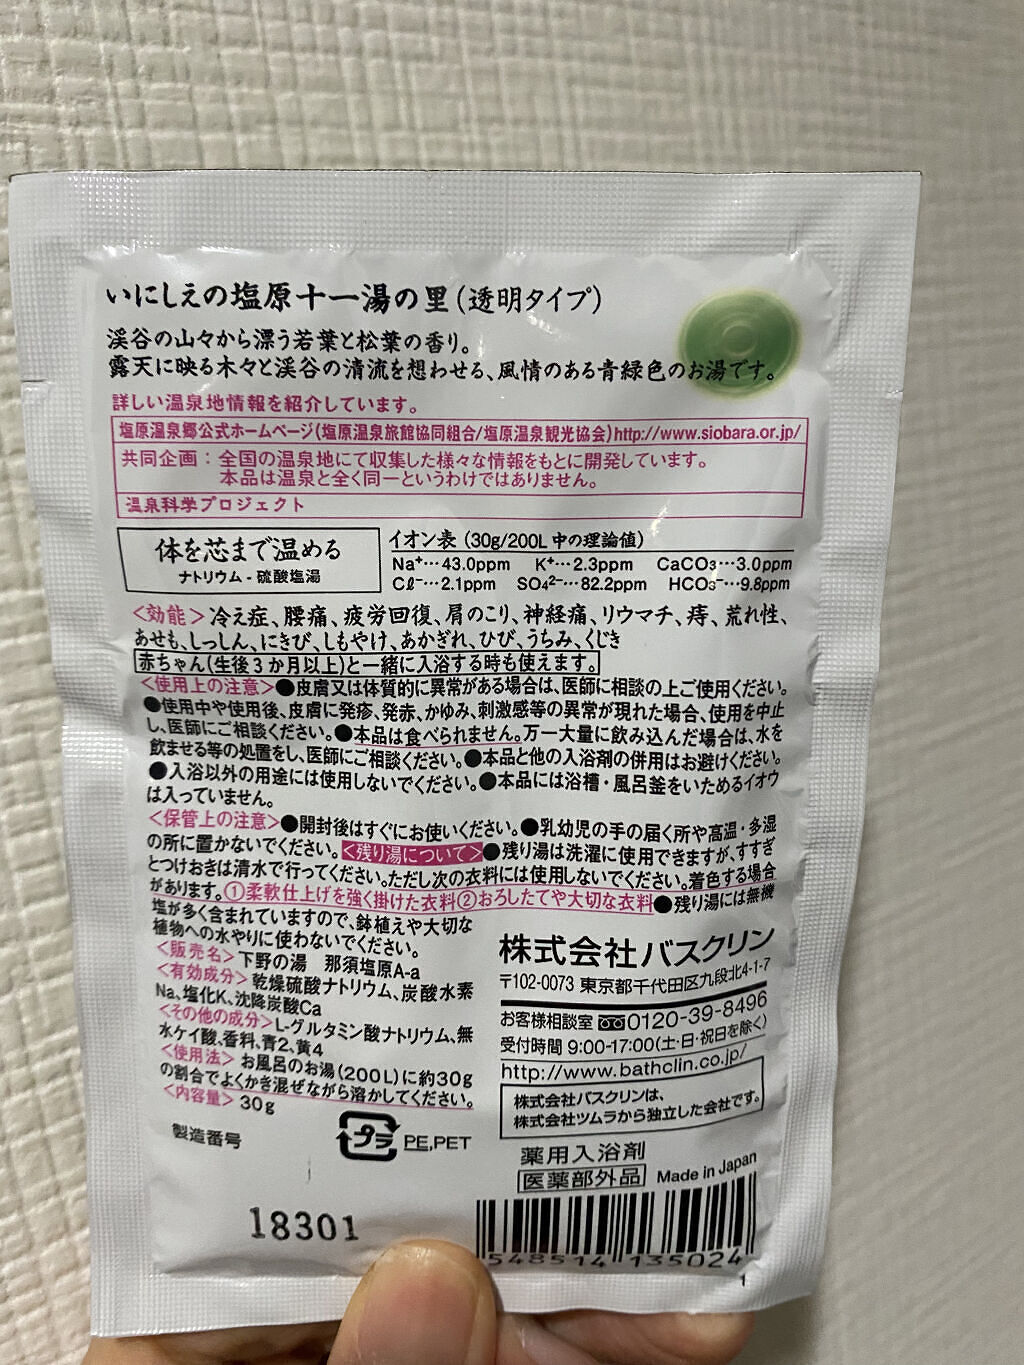 いにしえの塩原十一湯の里(透明タイプ)
渓谷の山々から漂う若葉と松葉の香り。
露天に映る木々と渓谷の清流を想わせる、風情のある青緑色のお湯です。
詳しい温泉地情報を紹介しています。
塩原温泉郷公式ホームページ(塩原温泉旅館協同組合/塩原温泉観光協会)http://www.siobara.or.jp/
共同企画:全国の温泉地にて収集した様々な情報をもとに開発しています。
本品は温泉と全く同一というわけではありません。
温泉科学プロジェクト
体を芯まで温める
ナトリウム-硫酸塩湯
イオン表(30g/200L中の理論値)
Na⁺…43.0ppm K⁺…2.3ppm CaCO₃…3.0ppm
Cℓ⁻…2.1ppm SO₄²⁻…82.2ppm HCO₃⁻…9.8ppm
<効能>冷え症、腰痛、疲労回復、肩のこり、神経痛、リウマチ、痔、荒れ性、
あせも、しっしん、にきび、しもやけ、あかぎれ、ひび、うちみ、くじき
赤ちゃん(生後3か月以上)と一緒に入浴する時も使えます。
<使用上の注意>●皮膚又は体質的に異常がある場合は、医師に相談の上ご使用ください。
●使用中や使用後、皮膚に発疹、発赤、かゆみ、刺激感等の異常が現れた場合、使用を中止
し、医師にご相談ください。●本品は食べられません。万一大量に飲み込んだ場合は、水を
飲ませる等の処置をし、医師にご相談ください。●本品と他の入浴剤の併用はお避けください。
●入浴以外の用途には使用しないでください。●本品には浴槽・風呂釜をいためるイオウ
は入っていません。
<保管上の注意>●開封後はすぐにお使いください。●乳幼児の手の届く所や高温・多湿
の所に置かないでください。<残り湯について>●残り湯は洗濯に使用できますが、すすぎ
とつけおきは清水で行ってください。ただし次の衣料には使用しないでください。着色する場合
があります。①柔軟仕上げを強く掛けた衣料②おろしたてや大切な衣料●残り湯には無機
塩が多く含まれていますので、鉢植えや大切な
植物への水やりに使わないでください。
<販売名>下野の湯 那須塩原A-a
<有効成分>乾燥硫酸ナトリウム、炭酸水素
Na、塩化K、沈降炭酸Ca
<その他の成分>L-グルタミン酸ナトリウム、無
水ケイ酸、香料、青2、黄4
<使用法>お風呂のお湯(200L)に約30g
の割合でよくかき混ぜながら溶かしてください。
<内容量>30g
製造番号
プラ PE,PET
18301
株式会社バスクリン
〒102-0073 東京都千代田区九段北4-1-7
お客様相談室 0120-39-8496
受付時間 9:00-17:00(土・日・祝日を除く)
http://www.bathclin.co.jp/
株式会社バスクリンは、
株式会社ツムラから独立した会社です。
薬用入浴剤
医薬部外品 Made in Japan
548514 135024
1